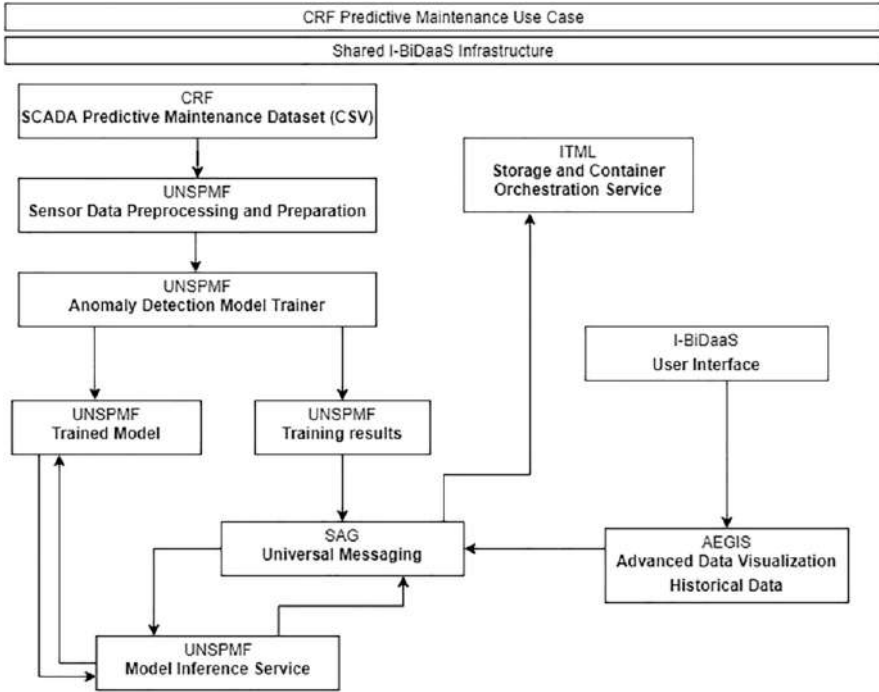 CRF Predictive Maintenance Use Case
Shared I-BiDaaS Infrastructure
CRF
SCADA Predictive Maintenance Dataset (CSV)
ITML
Storage and Container
Orchestration Service
UNSPMF
Sensor Data Preprocessing and Preparation
UNSPMF
Anomaly Detection Model Trainer
I-BiDaaS
User Interface
UNSPMF
Trained Model
UNSPMF
Training results
SAG
Universal Messaging
AEGIS
Advanced Data Visualization
Historical Data
UNSPMF
Model Inference Service